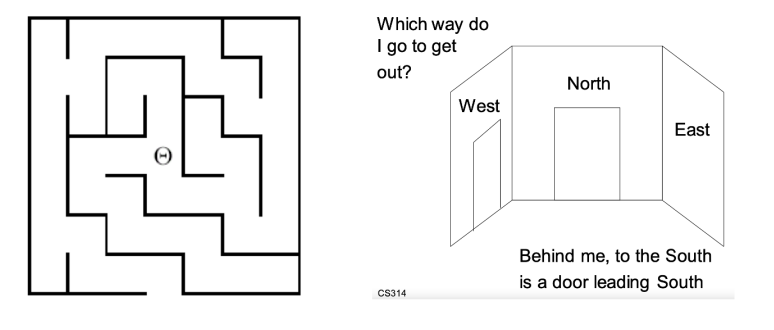 Which way do
I go to get
out?
North
West
East
Θ
Behind me, to the South
is a door leading South
CS314